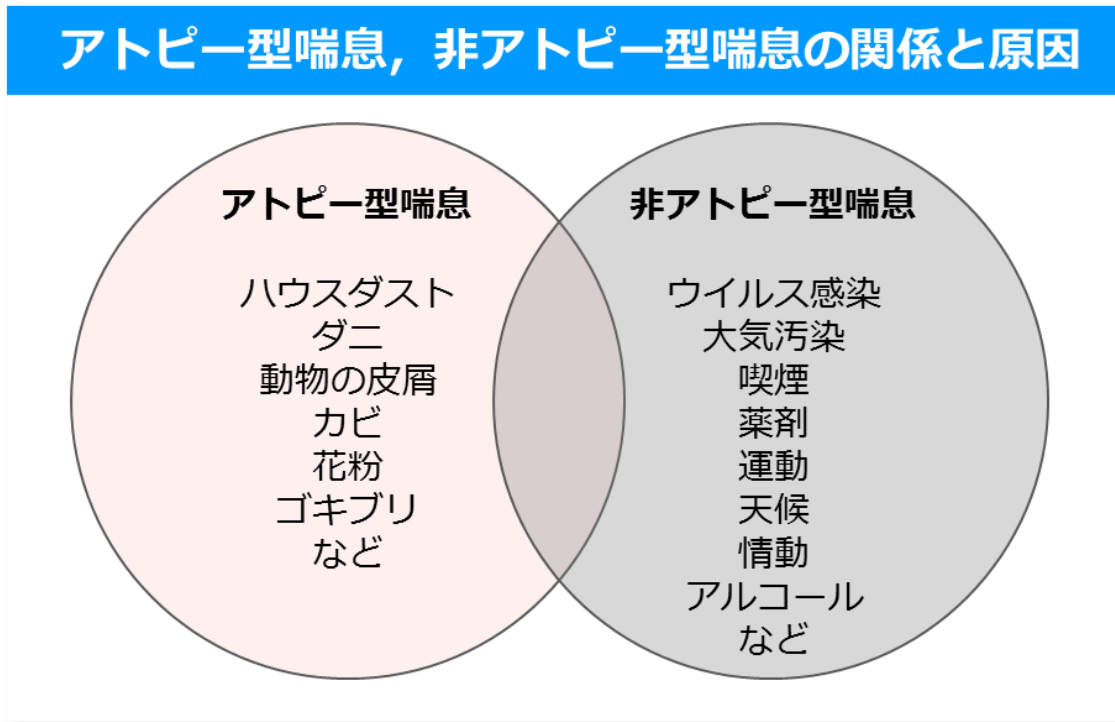 アトピー型喘息，非アトピー型喘息の関係と原因
アトピー型喘息
ハウスダスト
ダニ
動物の皮屑
カビ
花粉
ゴキブリ
など
非アトピー型喘息
ウイルス感染
大気汚染
喫煙
薬剤
運動
天候
情動
アルコール
など